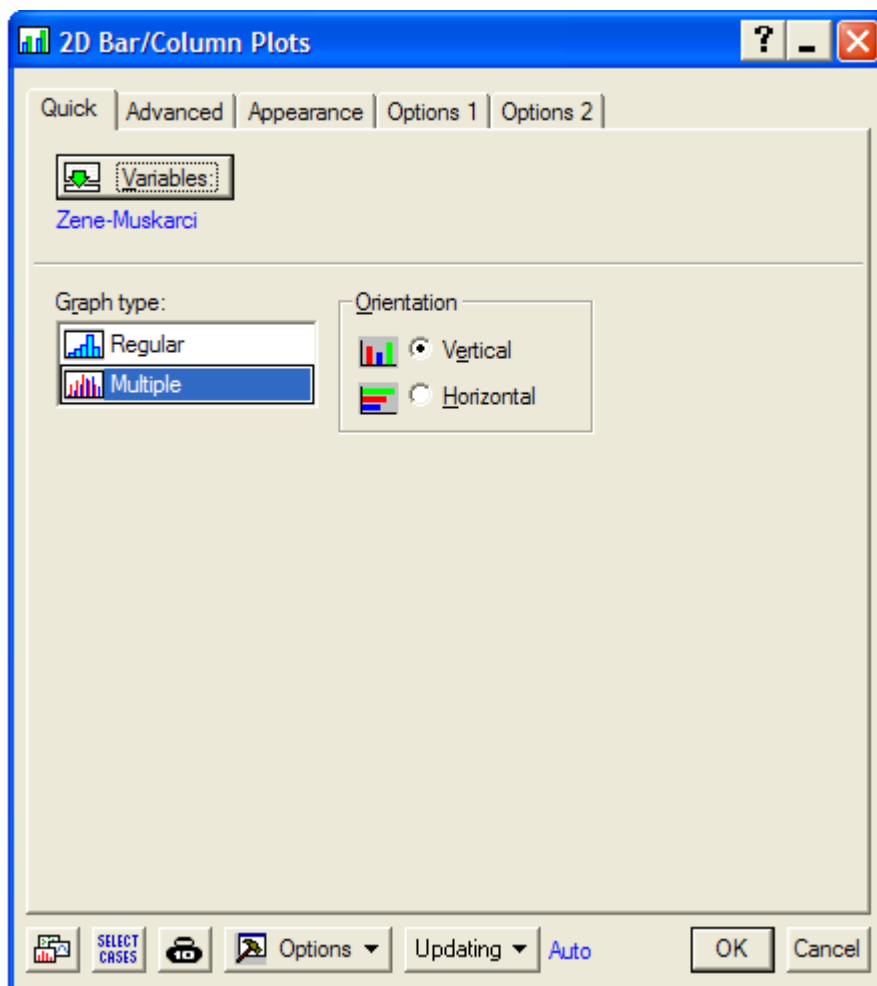 2D Bar/Column Plots
Quick Advanced Appearance Options 1 Options 2
Variables:
Zene-Muskarci
Graph type:
Regular
Multiple
Orientation
Vertical
Horizontal
SELECT
CASES
Options
Updating
Auto
OK
Cancel